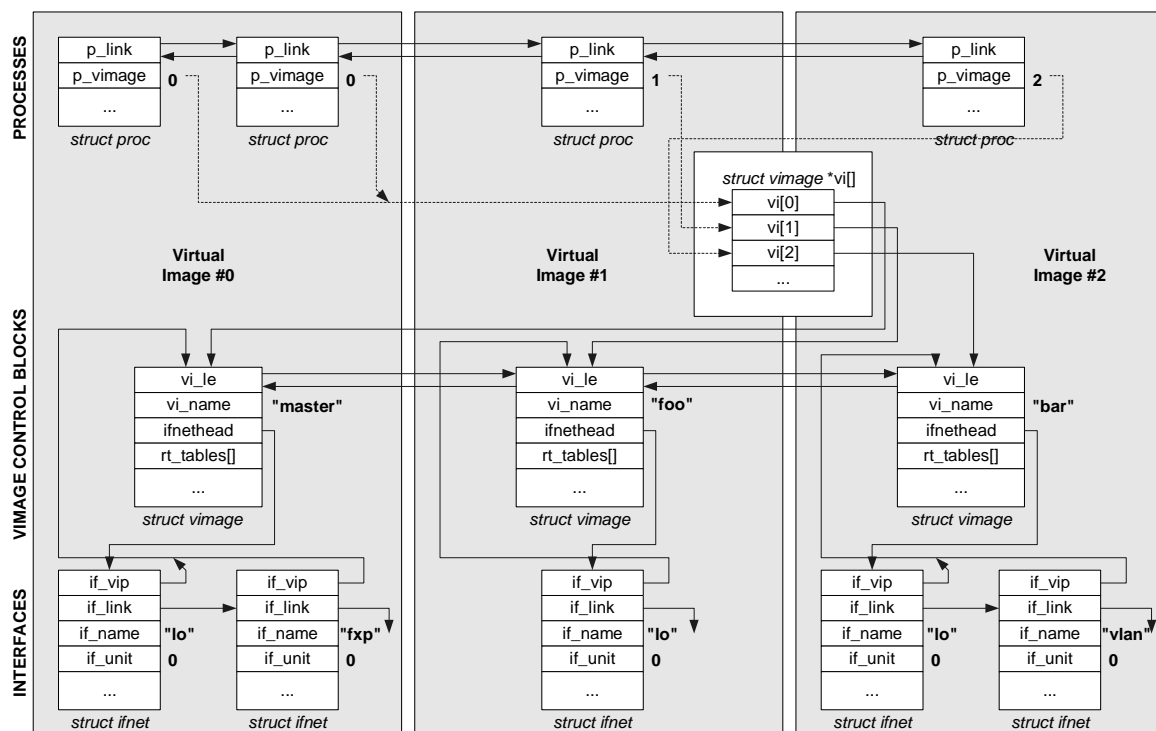 PROCESSES
p_link
p_vimage
0
...
struct proc
p_link
p_vimage
0
...
struct proc
p_link
p_vimage
1
...
struct proc
p_link
p_vimage
2
...
struct proc
struct vimage *vi[]
vi[0]
vi[1]
vi[2]
...
Virtual
Image #0
Virtual
Image #1
Virtual
Image #2
VIMAGE CONTROL BLOCKS
vi_le
vi_name
"master"
ifnethead
rt_tables[]
...
struct vimage
vi_le
vi_name
"foo"
ifnethead
rt_tables[]
...
struct vimage
vi_le
vi_name
"bar"
ifnethead
rt_tables[]
...
struct vimage
INTERFACES
if_vip
if_link
if_name
"lo"
if_unit
0
...
struct ifnet
if_vip
if_link
if_name
"fxp"
if_unit
0
...
struct ifnet
if_vip
if_link
if_name
"lo"
if_unit
0
...
struct ifnet
if_vip
if_link
if_name
"lo"
if_unit
0
...
struct ifnet
if_vip
if_link
if_name
"vlan"
if_unit
0
...
struct ifnet